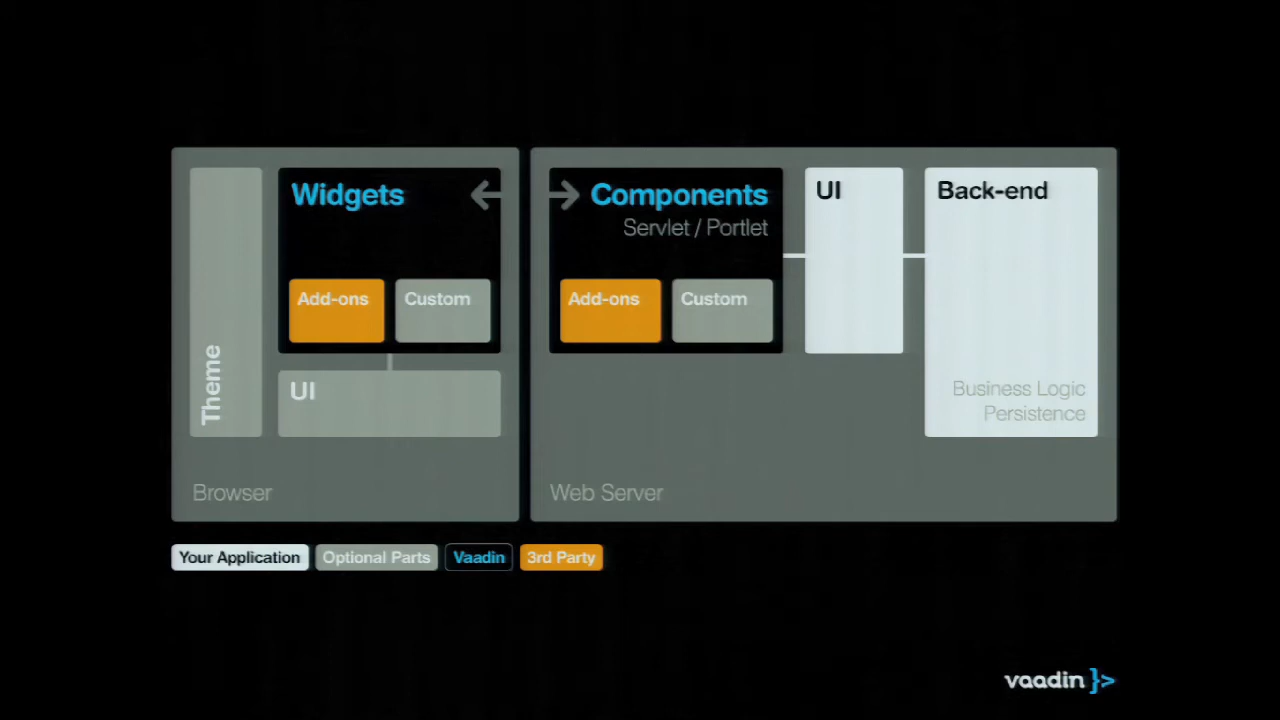 Widgets
Add-ons
Custom
Theme
UI
Browser
Components
Servlet / Portlet
Add-ons
Custom
UI
Back-end
Business Logic
Persistence
Web Server
Your Application
Optional Parts
Vaadin
3rd Party
vaadin }>